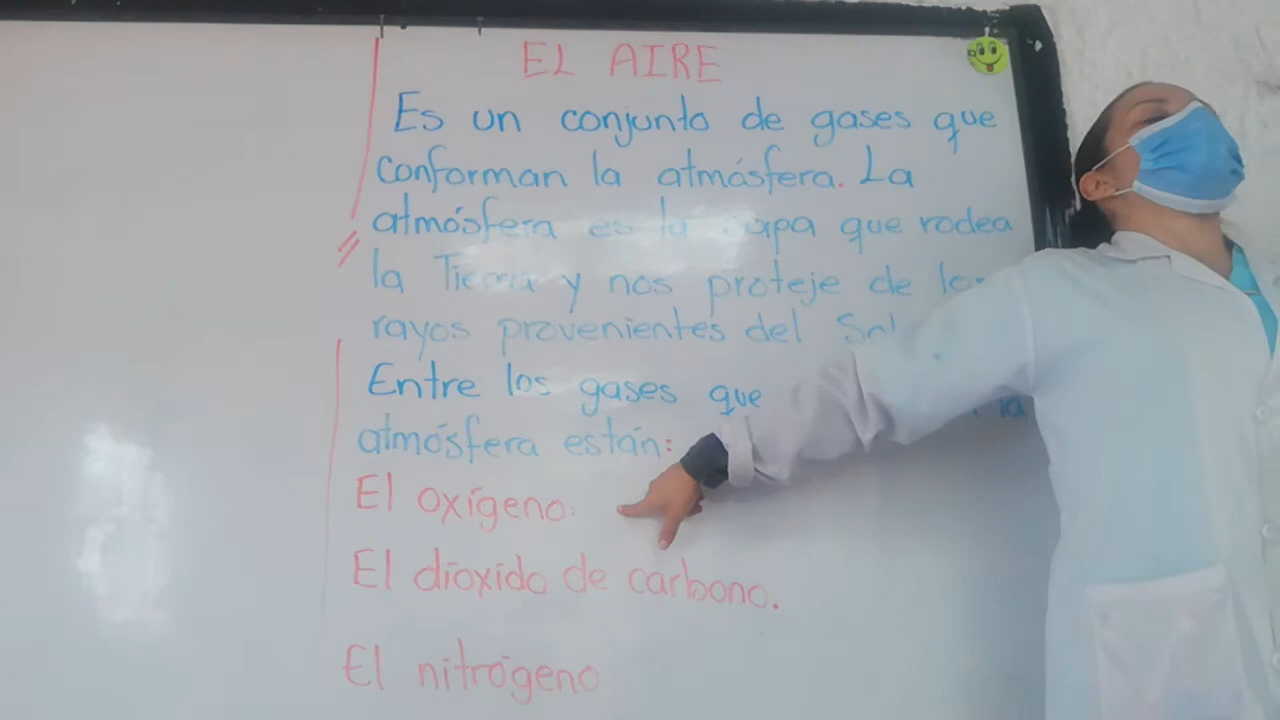 EL AIRE
Es un conjunto de gases que
conforman la atmósfera. La
atmósfera es la capa que rodea
la Tierra y nos proteje de los
rayos provenientes del Sol
Entre los gases que la
atmósfera están:
El oxígeno.
El dioxido de carbono.
El nitrógeno